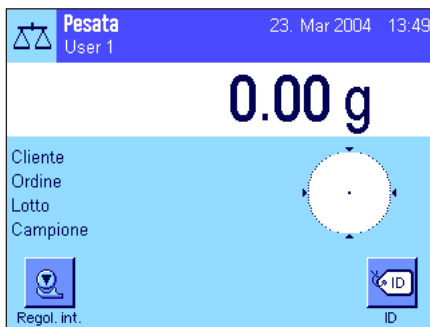 Pesata 23. Mar 2004 13:49
User 1
0.00 g
Cliente
Ordine
Lotto
Campione
ID
Regol. int. ID